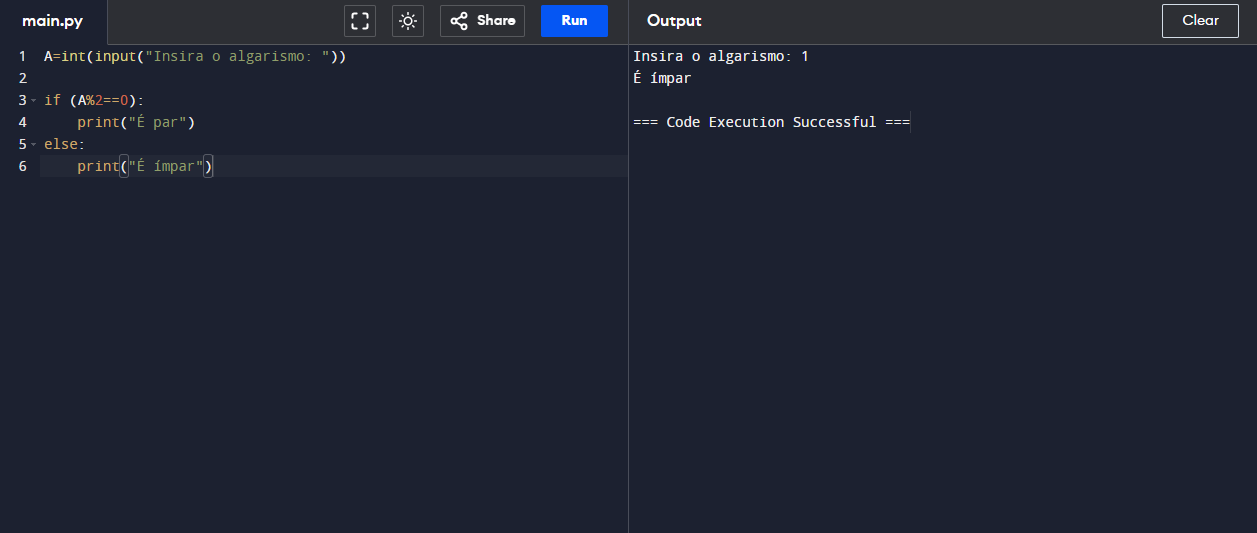 main.py
Share
Run
Output
Clear
1 A=int(input("Insira o algarismo: "))
2
3 if (A%2==0):
4     print("É par")
5 else:
6     print("É ímpar")
Insira o algarismo: 1
É ímpar
=== Code Execution Successful ===